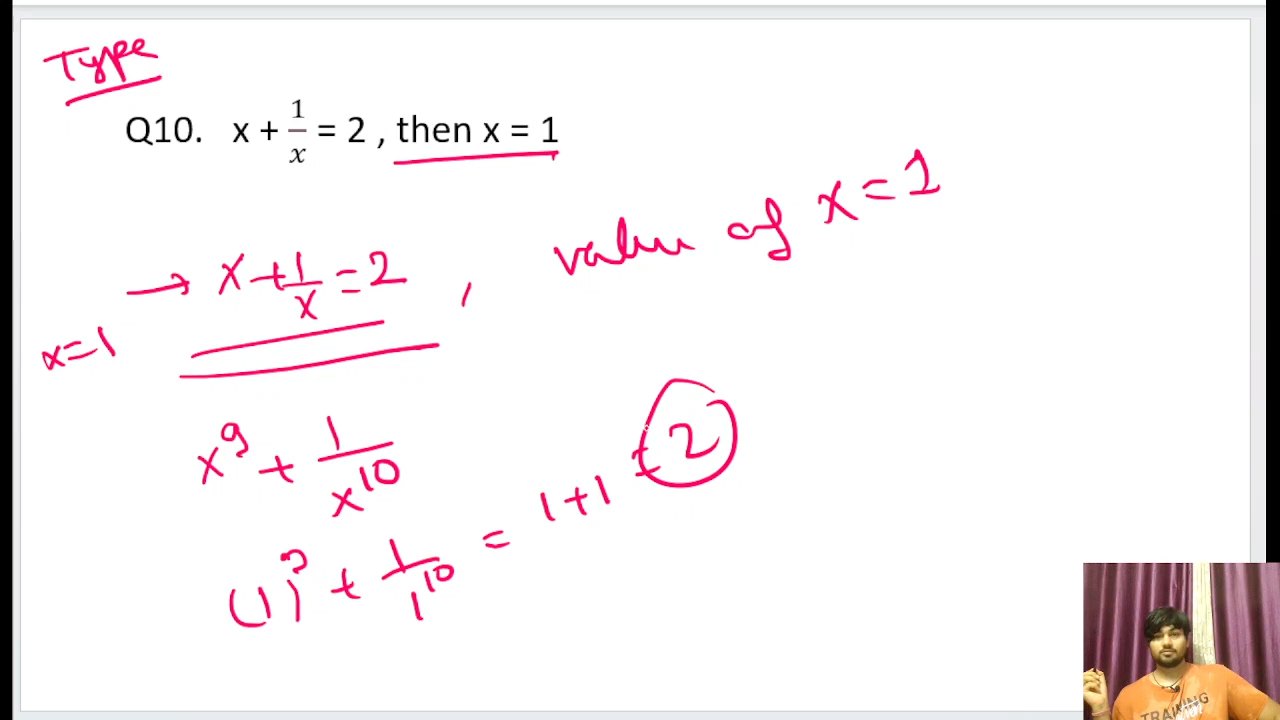 Type
Q10. x + 1/x = 2 , then x = 1
→ x + 1/x = 2 , value of x = 1
x = 1
x^9 + 1/x^10
(1)^9 + 1/1^10 = 1 + 1 = 2
TRAINING